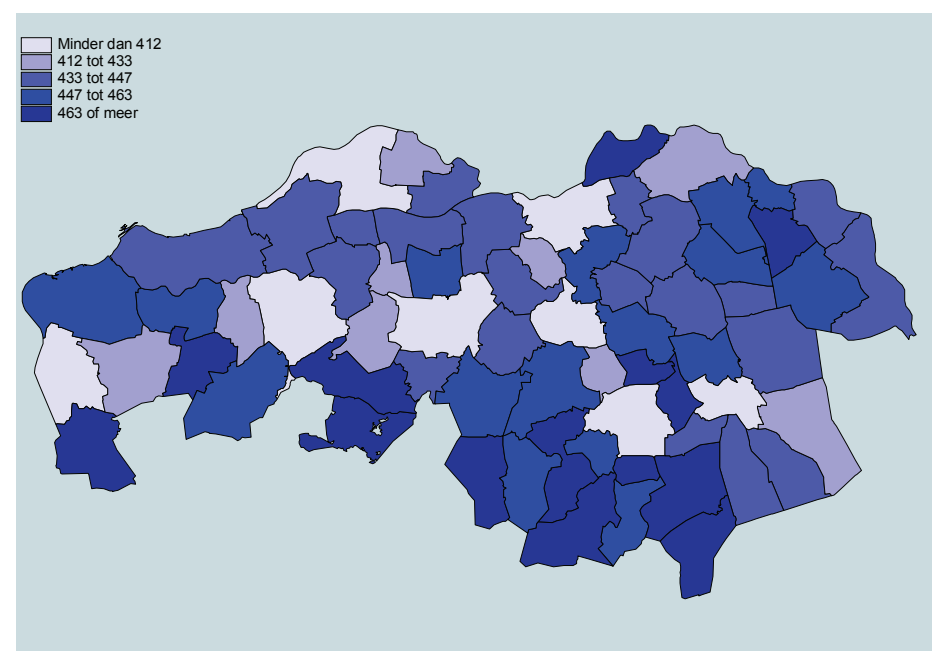 Minder dan 412
412 tot 433
433 tot 447
447 tot 463
463 of meer